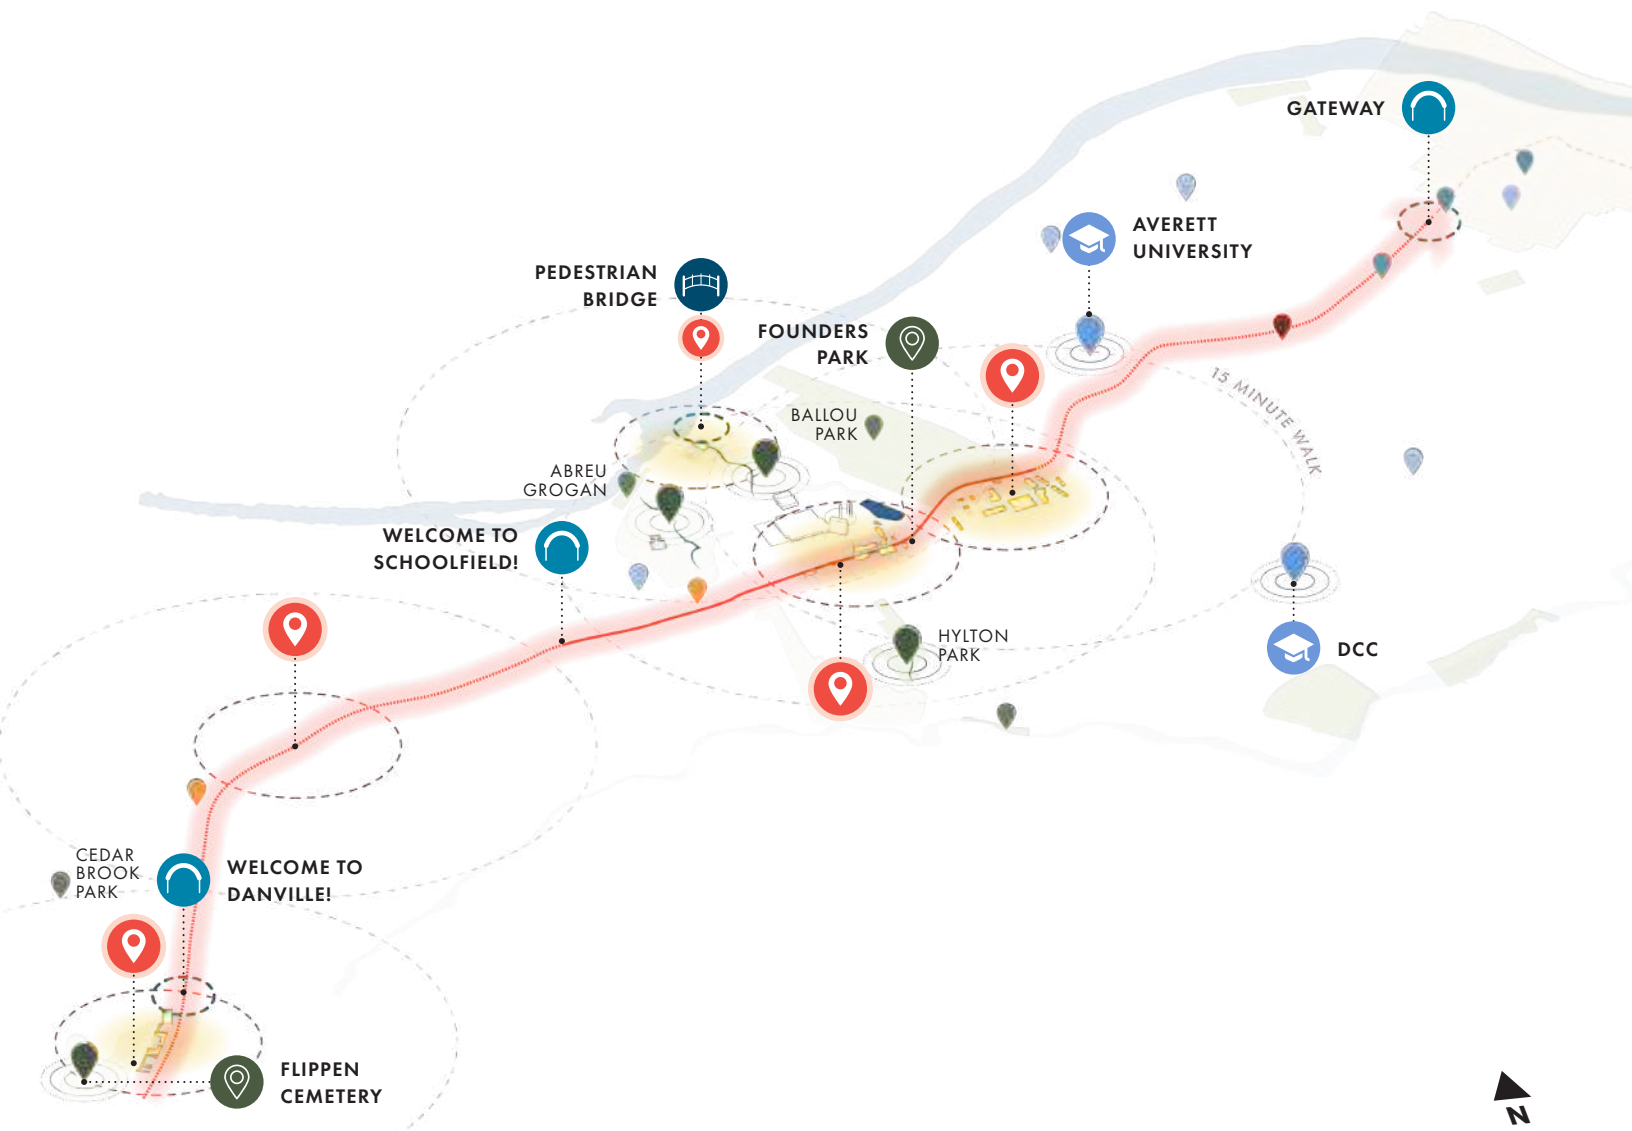 GATEWAY
AVERETT
UNIVERSITY
PEDESTRIAN
BRIDGE
FOUNDERS
PARK
15 MINUTE WALK
BALLOU
PARK
ABREU
GROGAN
WELCOME TO
SCHOOLFIELD!
HYLTON
PARK
DCC
CEDAR
BROOK
PARK
WELCOME TO
DANVILLE!
FLIPPEN
CEMETERY
N